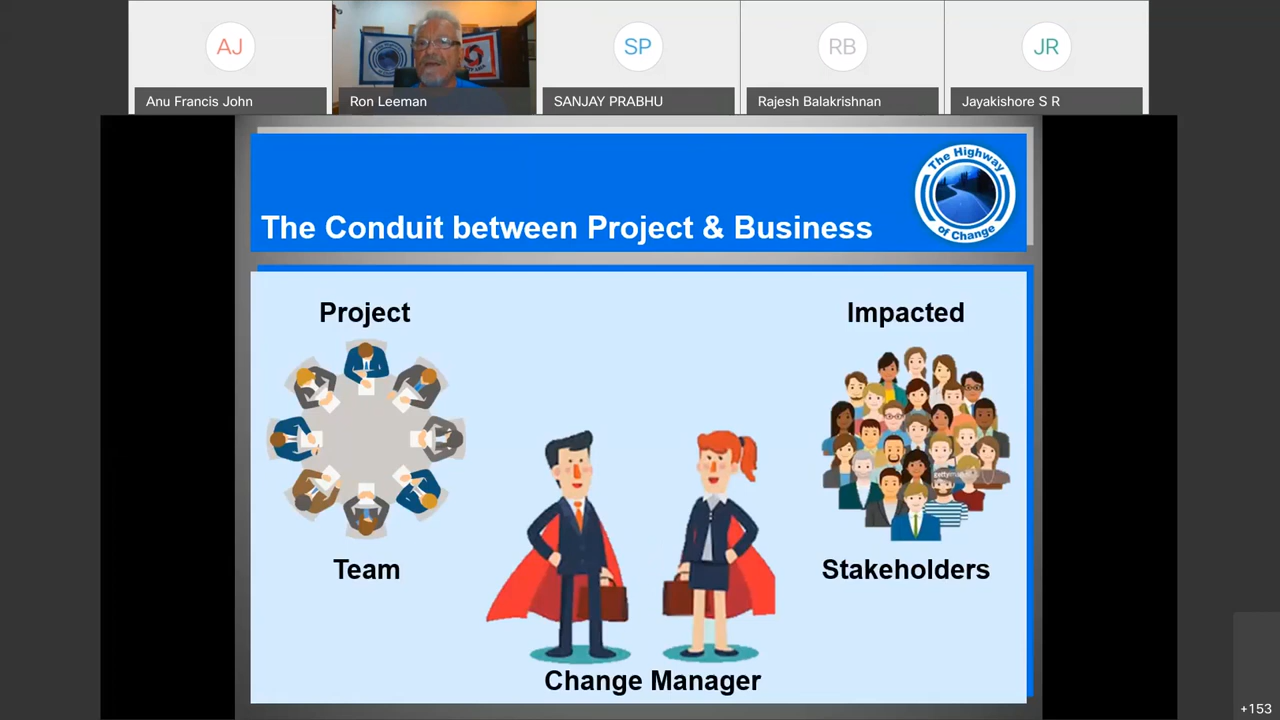 AJ
SP
RB
JR
Anu Francis John
Ron Leeman
SANJAY PRABHU
Rajesh Balakrishnan
Jayakishore S R
The Highway
of Change
The Conduit between Project & Business
Project
Impacted
Team
Stakeholders
Change Manager
+153